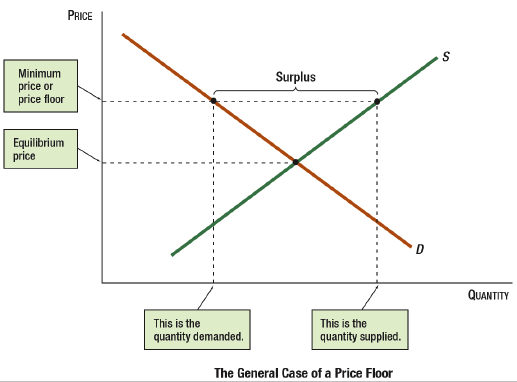 PRICE
S
Surplus
Minimum
price or
price floor
Equilibrium
price
D
QUANTITY
This is the
quantity demanded.
This is the
quantity supplied.
The General Case of a Price Floor